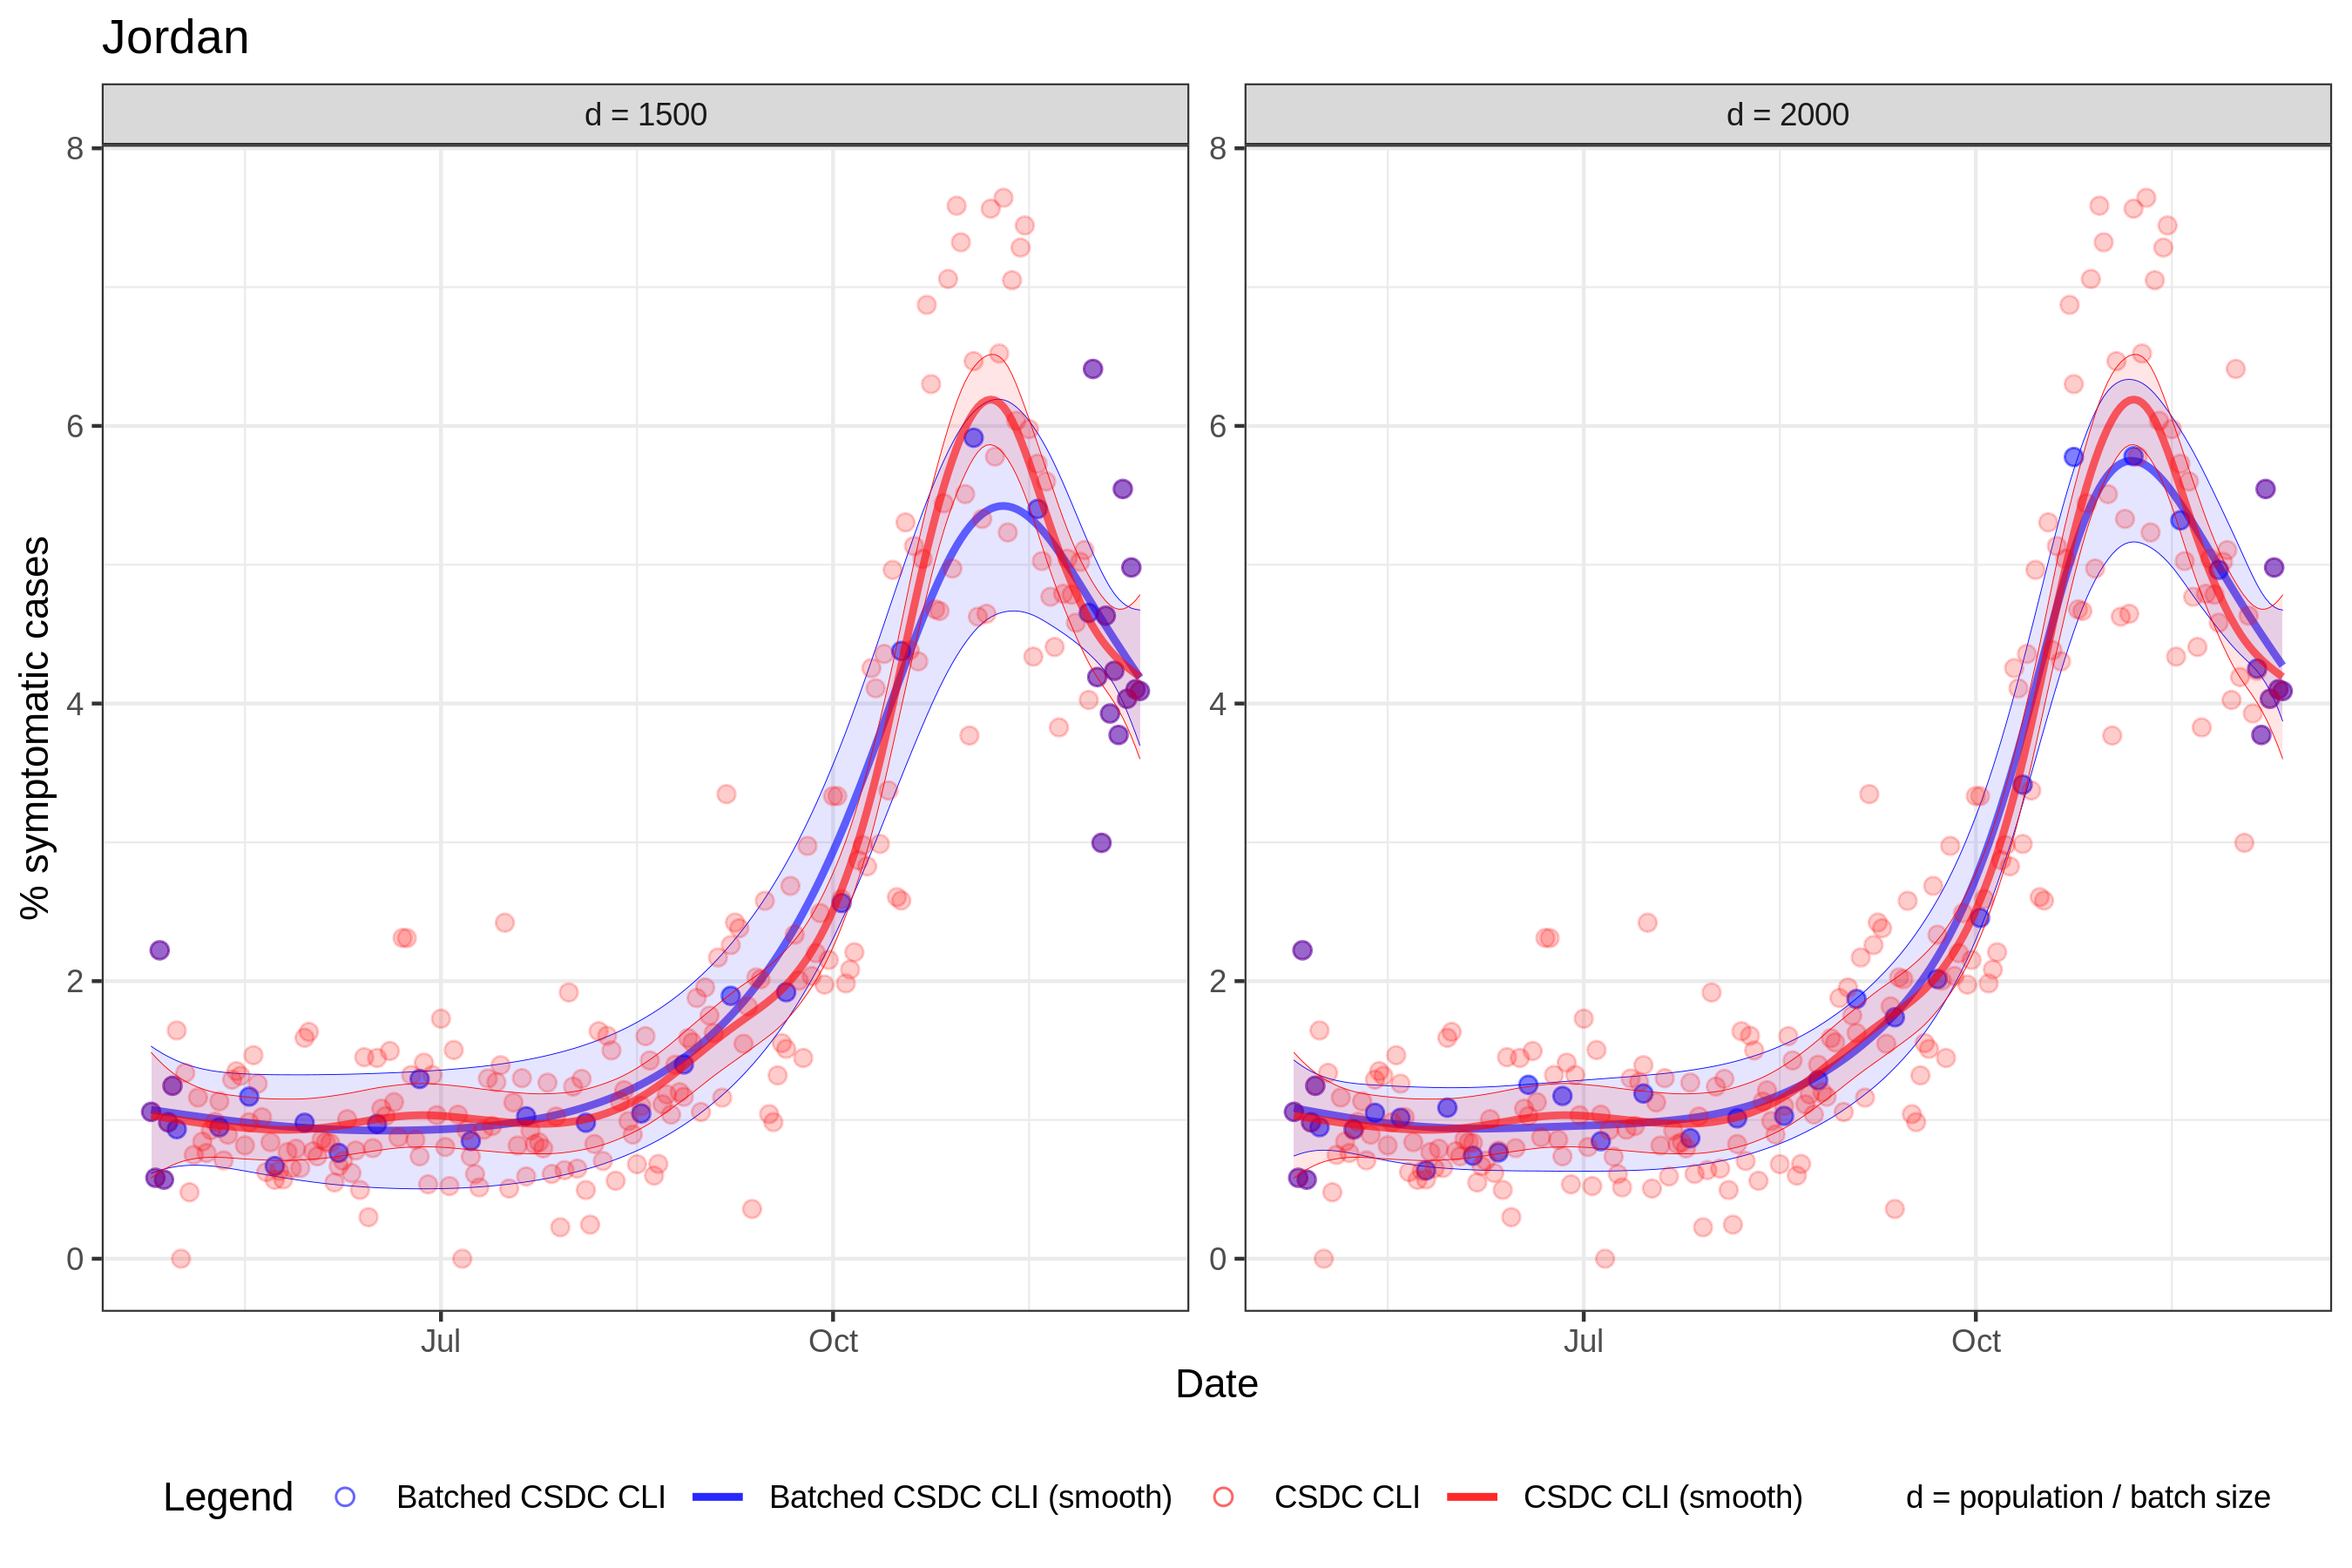 Jordan
d = 1500
d = 2000
% symptomatic cases
8
6
4
2
0
8
6
4
2
0
Jul
Oct
Jul
Oct
Date
Legend
Batched CSDC CLI
Batched CSDC CLI (smooth)
CSDC CLI
CSDC CLI (smooth)
d = population / batch size